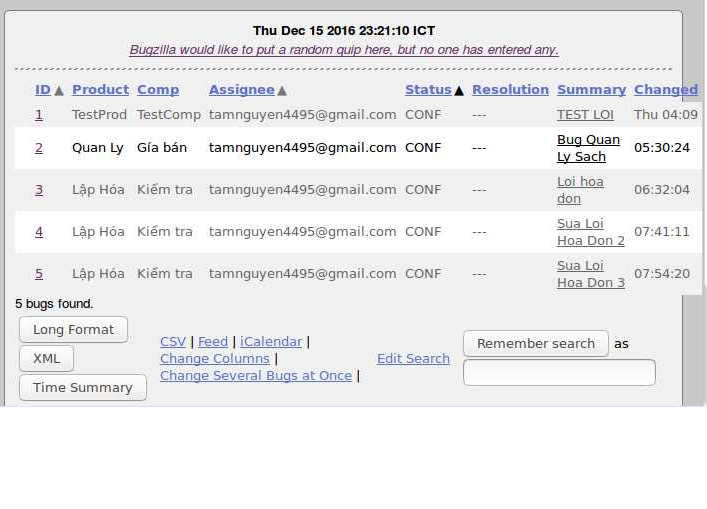 Thu Dec 15 2016 23:21:10 ICT
Bugzilla would like to put a random quip here, but no one has entered any.
ID ▲ Product Comp Assignee ▲ Status ▲ Resolution Summary Changed
1 TestProd TestComp tamnguyen4495@gmail.com CONF --- TEST LOI Thu 04:09
2 Quan Ly Gía bán tamnguyen4495@gmail.com CONF --- Bug Quan 05:30:24
Ly Sach
3 Lập Hóa Kiểm tra tamnguyen4495@gmail.com CONF --- Loi hoa 06:32:04
don
4 Lập Hóa Kiểm tra tamnguyen4495@gmail.com CONF --- Sua Loi 07:41:11
Hoa Don 2
5 Lập Hóa Kiểm tra tamnguyen4495@gmail.com CONF --- Sua Loi 07:54:20
Hoa Don 3
5 bugs found.
Long Format
XML
Time Summary
CSV | Feed | iCalendar |
Change Columns |
Change Several Bugs at Once |
Edit Search
Remember search as